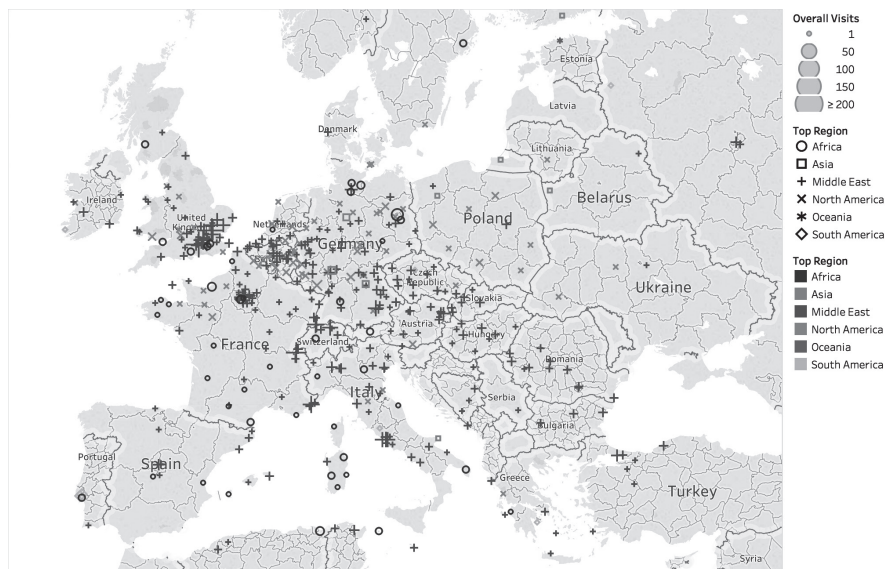 Estonia
Latvia
Denmark
Lithuania
Ireland
Belarus
United
Kingdom
Netherlands
Poland
Germany
Czech
Republic
Ukraine
Slovakia
Austria
France
Switzerland
Hungary
Romania
Italy
Serbia
Bulgaria
Portugal
Spain
Greece
Turkey
Syria
Overall Visits
1
50
100
150
≥ 200
Top Region
Africa
Asia
Middle East
North America
Oceania
South America
Top Region
Africa
Asia
Middle East
North America
Oceania
South America